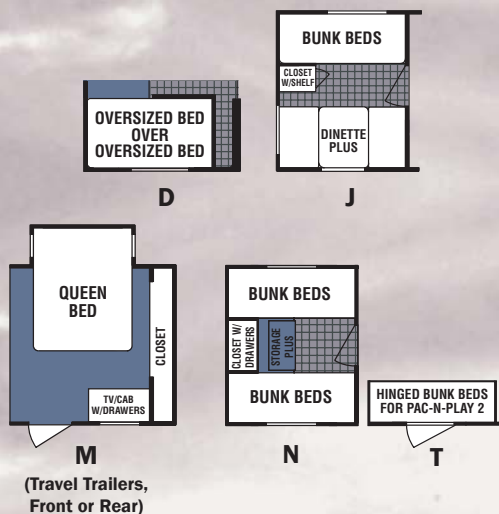 BUNK BEDS
CLOSET
W/SHELF
DINETTE
PLUS
OVERSIZED BED
OVER
OVERSIZED BED
D
J
QUEEN
BED
CLOSET
TV/CAB
W/DRAWERS
M
(Travel Trailers,
Front or Rear)
BUNK BEDS
CLOSET W/
DRAWERS
STORAGE
PLUS
BUNK BEDS
N
HINGED BUNK BEDS
FOR PAC-N-PLAY 2
T